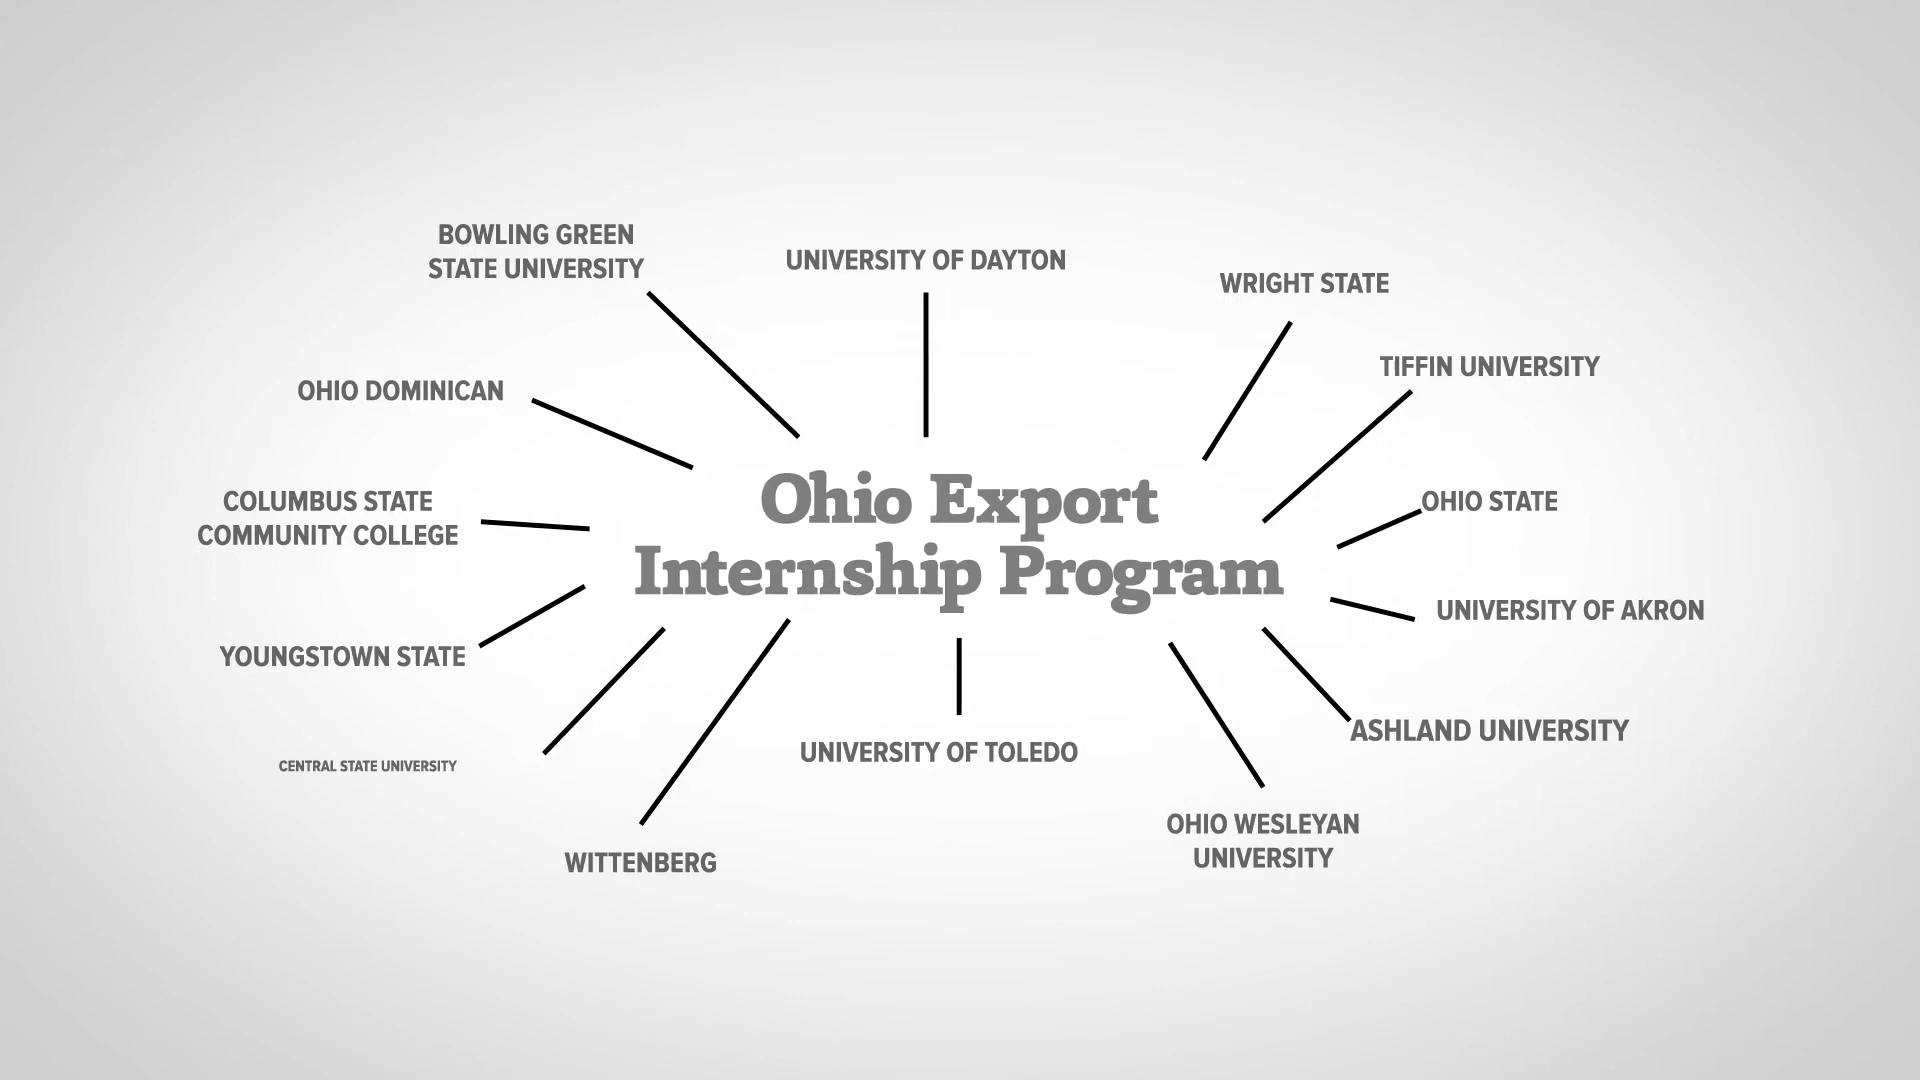 BOWLING GREEN
STATE UNIVERSITY
UNIVERSITY OF DAYTON
WRIGHT STATE
TIFFIN UNIVERSITY
OHIO DOMINICAN
COLUMBUS STATE
COMMUNITY COLLEGE
Ohio Export
Internship Program
OHIO STATE
UNIVERSITY OF AKRON
YOUNGSTOWN STATE
ASHLAND UNIVERSITY
CENTRAL STATE UNIVERSITY
UNIVERSITY OF TOLEDO
WITTENBERG
OHIO WESLEYAN
UNIVERSITY